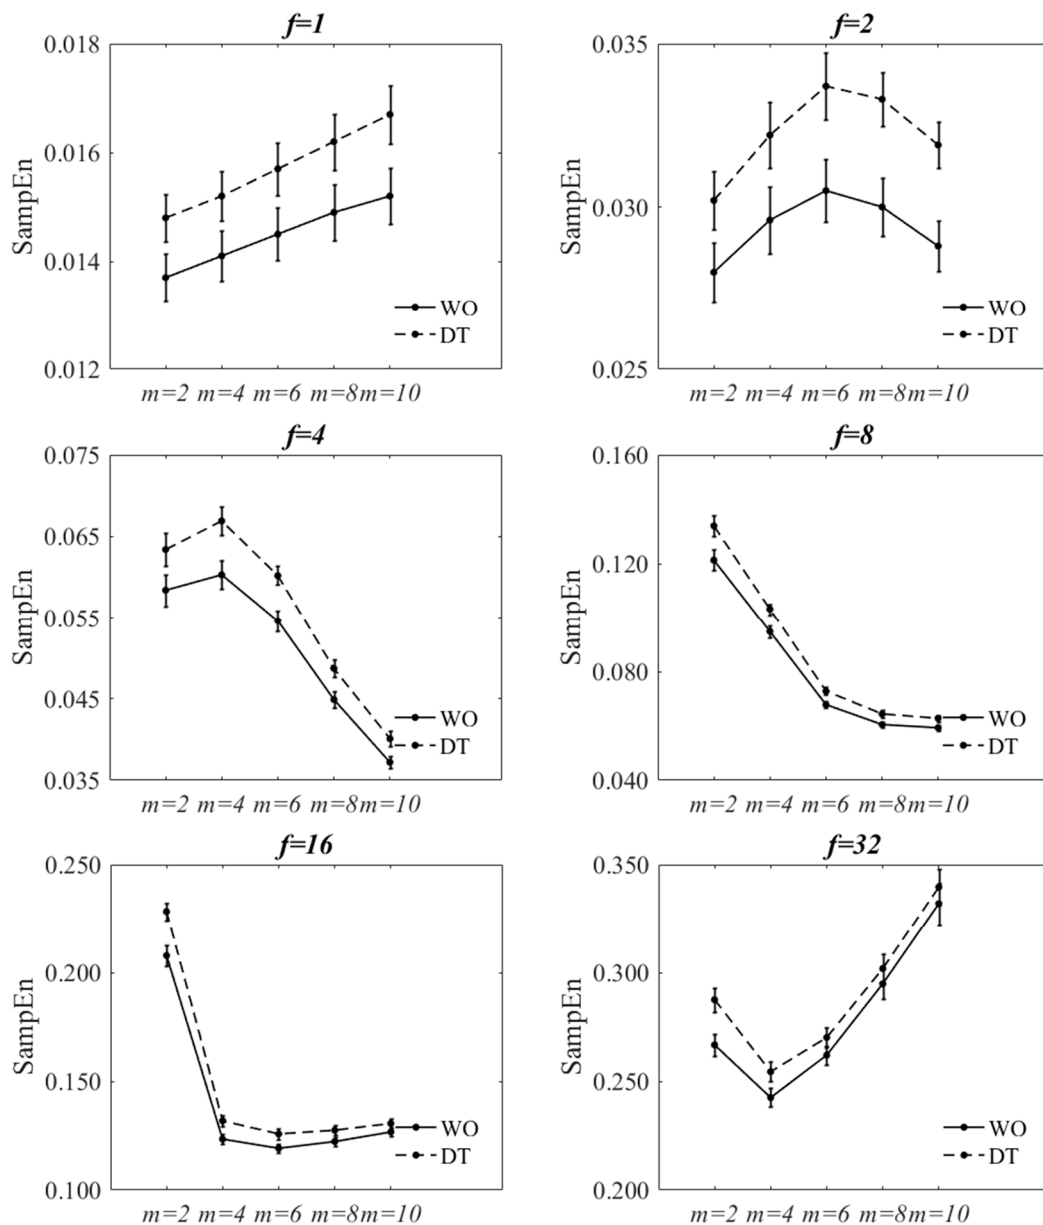 f=1
0.018
0.016
0.014
0.012
SampEn
WO
DT
m=2 m=4 m=6 m=8 m=10
f=2
0.035
0.030
0.025
SampEn
WO
DT
m=2 m=4 m=6 m=8 m=10
f=4
0.075
0.065
0.055
0.045
0.035
SampEn
WO
DT
m=2 m=4 m=6 m=8 m=10
f=8
0.160
0.120
0.080
0.040
SampEn
WO
DT
m=2 m=4 m=6 m=8 m=10
f=16
0.250
0.200
0.150
0.100
SampEn
WO
DT
m=2 m=4 m=6 m=8 m=10
f=32
0.350
0.300
0.250
0.200
SampEn
WO
DT
m=2 m=4 m=6 m=8 m=10